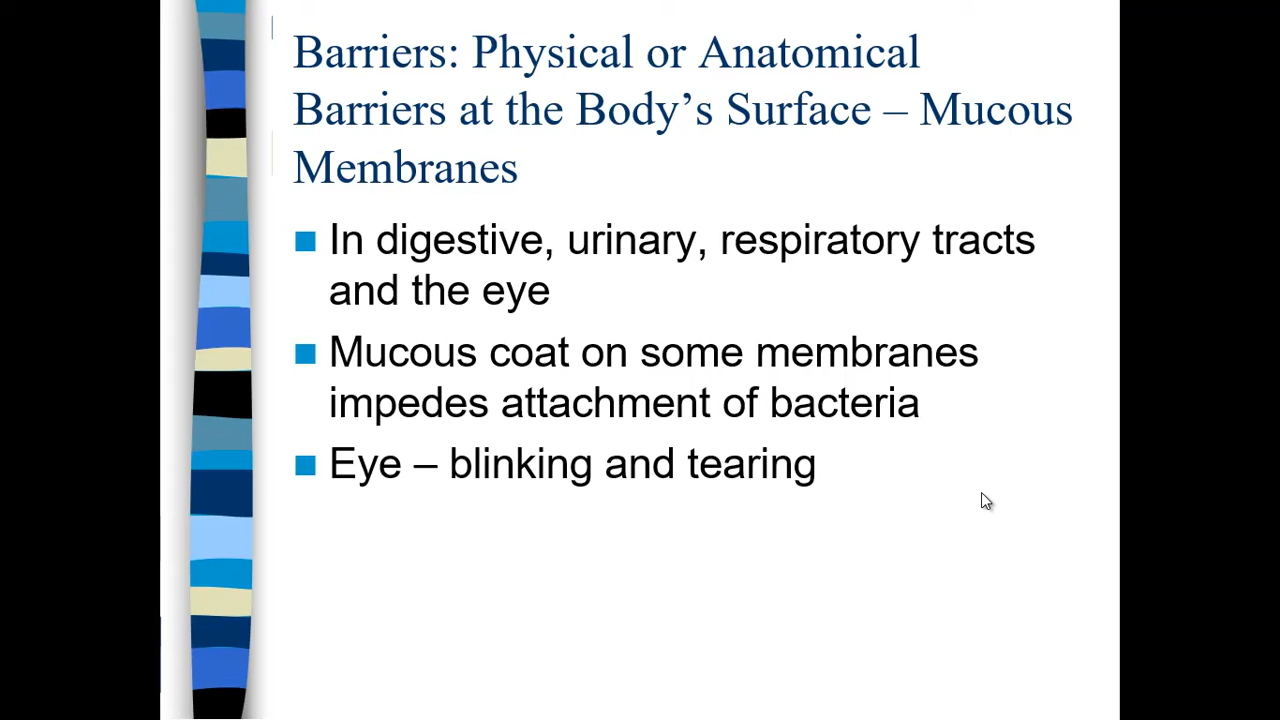 Barriers: Physical or Anatomical
Barriers at the Body’s Surface – Mucous
Membranes
In digestive, urinary, respiratory tracts
and the eye
Mucous coat on some membranes
impedes attachment of bacteria
Eye – blinking and tearing